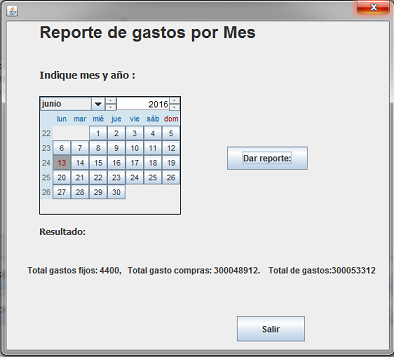 Reporte de gastos por Mes
Indique mes y año :
junio 2016
lun mar mié jue vie sáb dom
22 1 2 3 4 5
23 6 7 8 9 10 11 12
24 13 14 15 16 17 18 19
25 20 21 22 23 24 25 26
26 27 28 29 30
Dar reporte:
Resultado:
Total gastos fijos: 4400, Total gasto compras: 300048912. Total de gastos:300053312
Salir